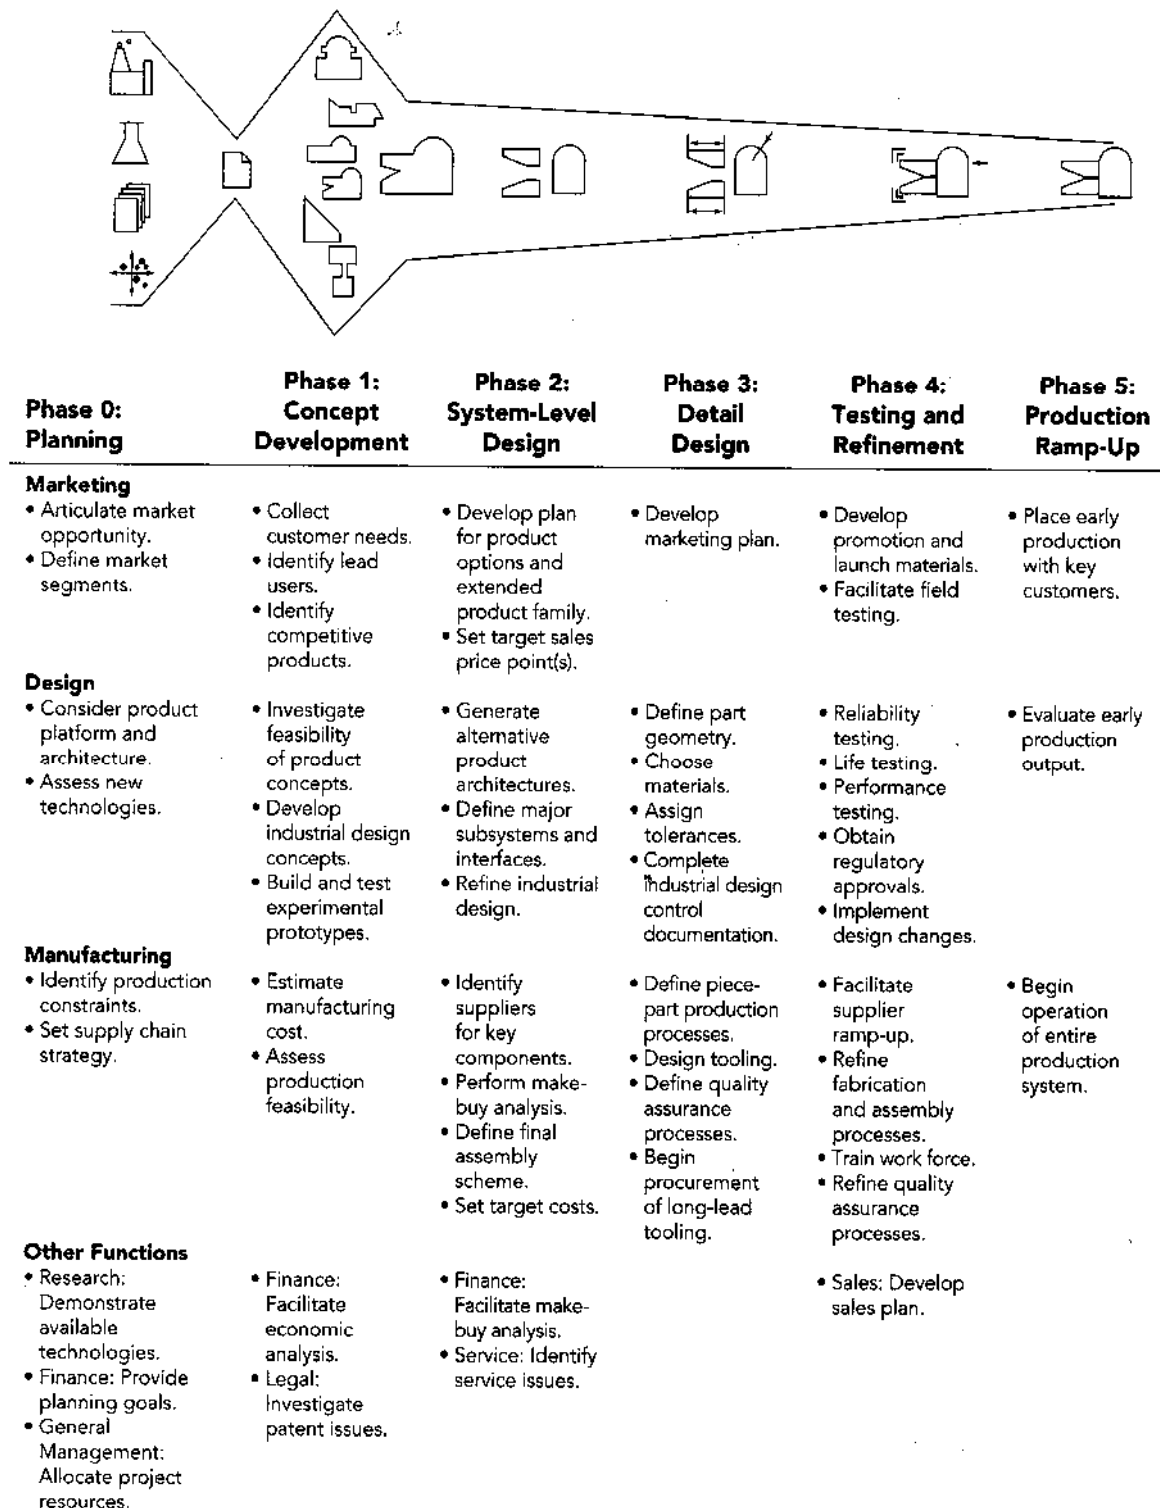 Phase 0:
Planning
Phase 1:
Concept
Development
Phase 2:
System-Level
Design
Phase 3:
Detail
Design
Phase 4:
Testing and
Refinement
Phase 5:
Production
Ramp-Up
Marketing
• Articulate market
opportunity.
• Define market
segments.
• Collect
customer needs.
• Identify lead
users.
• Identify
competitive
products.
• Develop plan
for product
options and
extended
product family.
• Set target sales
price point(s).
• Develop
marketing plan.
• Develop
promotion and
launch materials.
• Facilitate field
testing.
• Place early
production
with key
customers.
Design
• Consider product
platform and
architecture.
• Assess new
technologies.
• Investigate
feasibility
of product
concepts.
• Develop
industrial design
concepts.
• Build and test
experimental
prototypes.
• Generate
alternative
product
architectures.
• Define major
subsystems and
interfaces.
• Refine industrial
design.
• Define part
geometry.
• Choose
materials.
• Assign
tolerances.
• Complete
industrial design
control
documentation.
• Reliability
testing.
• Life testing.
• Performance
testing.
• Obtain
regulatory
approvals.
• Implement
design changes.
• Evaluate early
production
output.
Manufacturing
• Identify production
constraints.
• Set supply chain
strategy.
• Estimate
manufacturing
cost.
• Assess
production
feasibility.
• Identify
suppliers
for key
components.
• Perform make-
buy analysis.
• Define final
assembly
scheme.
• Set target costs.
• Define piece-
part production
processes.
• Design tooling.
• Define quality
assurance
processes.
• Begin
procurement
of long-lead
tooling.
• Facilitate
supplier
ramp-up.
• Refine
fabrication
and assembly
processes.
• Train work force.
• Refine quality
assurance
processes.
• Begin
operation
of entire
production
system.
Other Functions
• Research:
Demonstrate
available
technologies.
• Finance: Provide
planning goals.
• General
Management:
Allocate project
resources.
• Finance:
Facilitate
economic
analysis.
• Legal:
Investigate
patent issues.
• Finance:
Facilitate make-
buy analysis.
• Service: Identify
service issues.
• Sales: Develop
sales plan.